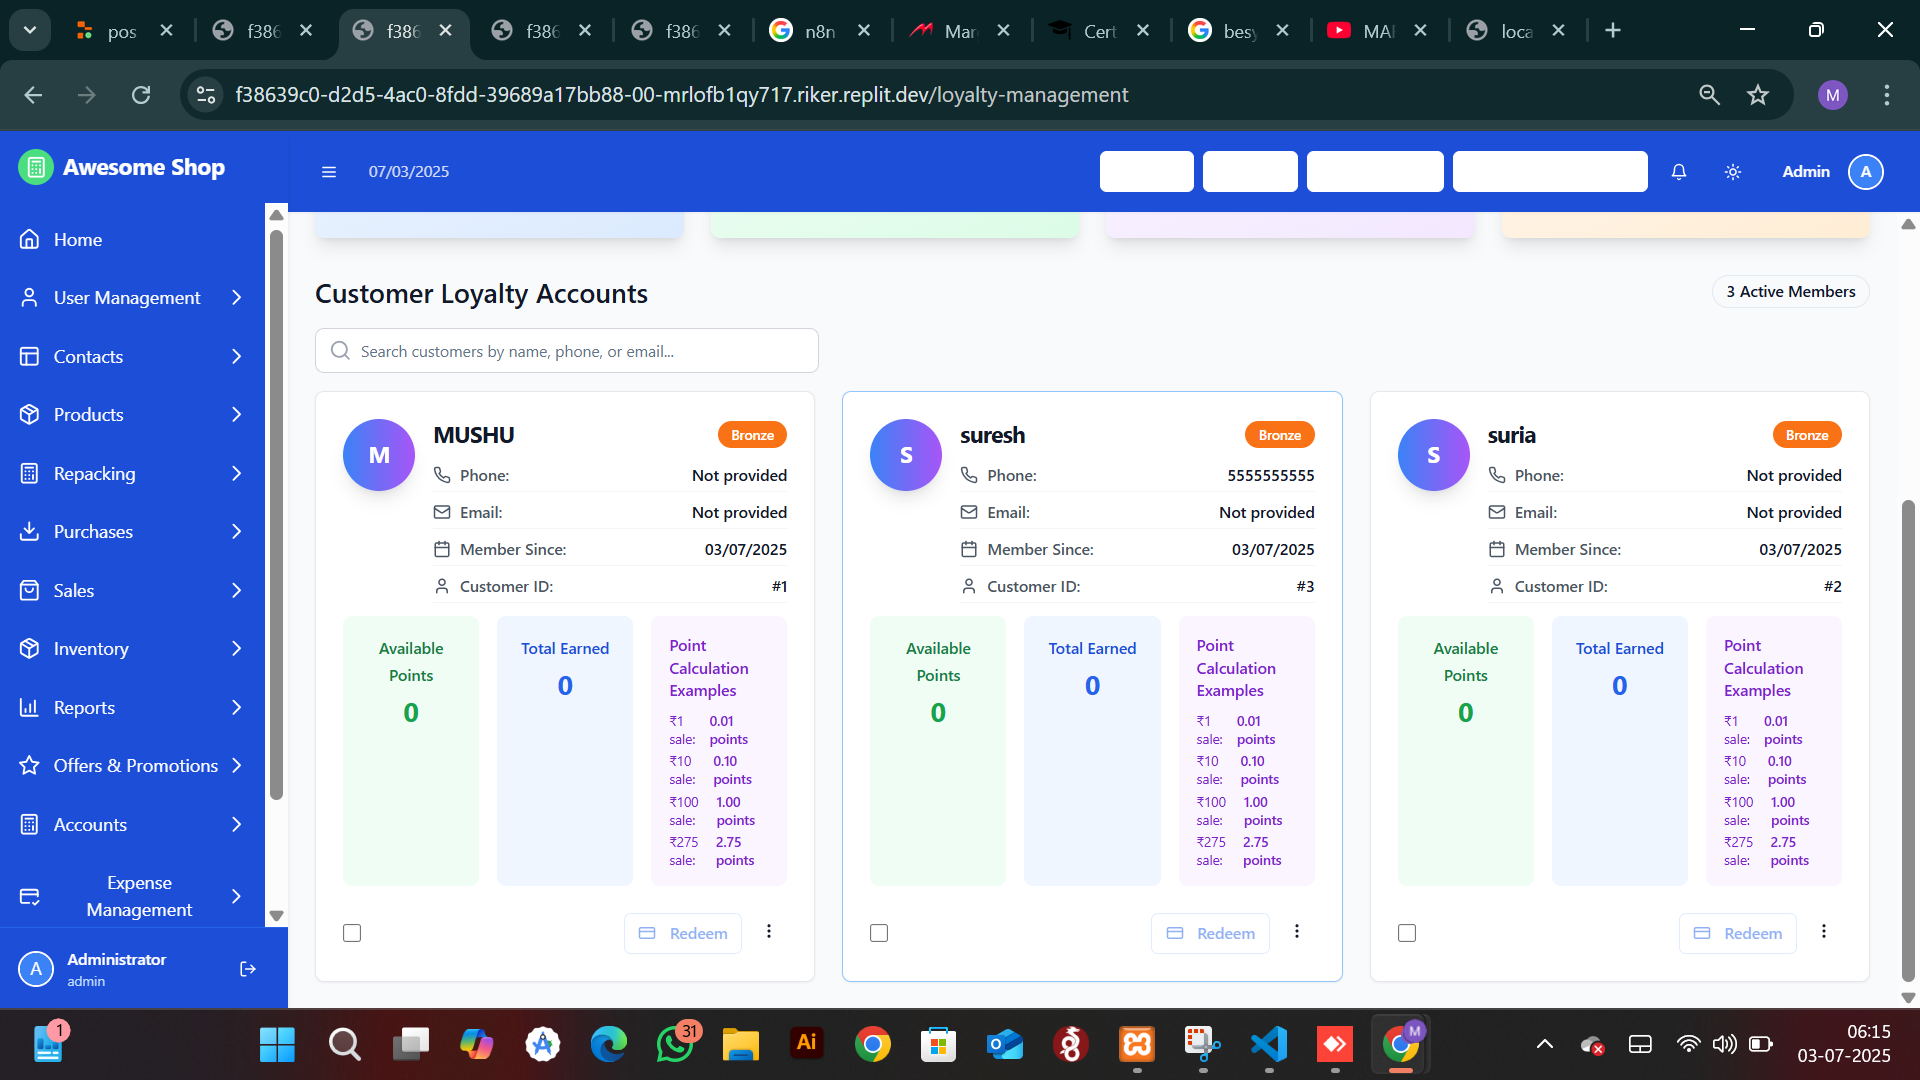 pos
f386
f386
f386
f386
n8n
Mar
Cert
besy
MAI
loca
f38639c0-d2d5-4ac0-8fdd-39689a17bb88-00-mrlofb1qy717.riker.replit.dev/loyalty-management
M
Awesome Shop
07/03/2025
Admin
A
Home
User Management
Contacts
Products
Repacking
Purchases
Sales
Inventory
Reports
Offers & Promotions
Accounts
Expense
Management
A
Administrator
admin
Customer Loyalty Accounts
3 Active Members
Search customers by name, phone, or email...
M
MUSHU
Bronze
Phone:
Not provided
Email:
Not provided
Member Since:
03/07/2025
Customer ID:
#1
Available
Points
0
Total Earned
0
Point
Calculation
Examples
₹1
sale:
0.01
points
₹10
sale:
0.10
points
₹100
sale:
1.00
points
₹275
sale:
2.75
points
Redeem
S
suresh
Bronze
Phone:
5555555555
Email:
Not provided
Member Since:
03/07/2025
Customer ID:
#3
Available
Points
0
Total Earned
0
Point
Calculation
Examples
₹1
sale:
0.01
points
₹10
sale:
0.10
points
₹100
sale:
1.00
points
₹275
sale:
2.75
points
Redeem
S
suria
Bronze
Phone:
Not provided
Email:
Not provided
Member Since:
03/07/2025
Customer ID:
#2
Available
Points
0
Total Earned
0
Point
Calculation
Examples
₹1
sale:
0.01
points
₹10
sale:
0.10
points
₹100
sale:
1.00
points
₹275
sale:
2.75
points
Redeem
1
31
Ai
M
06:15
03-07-2025